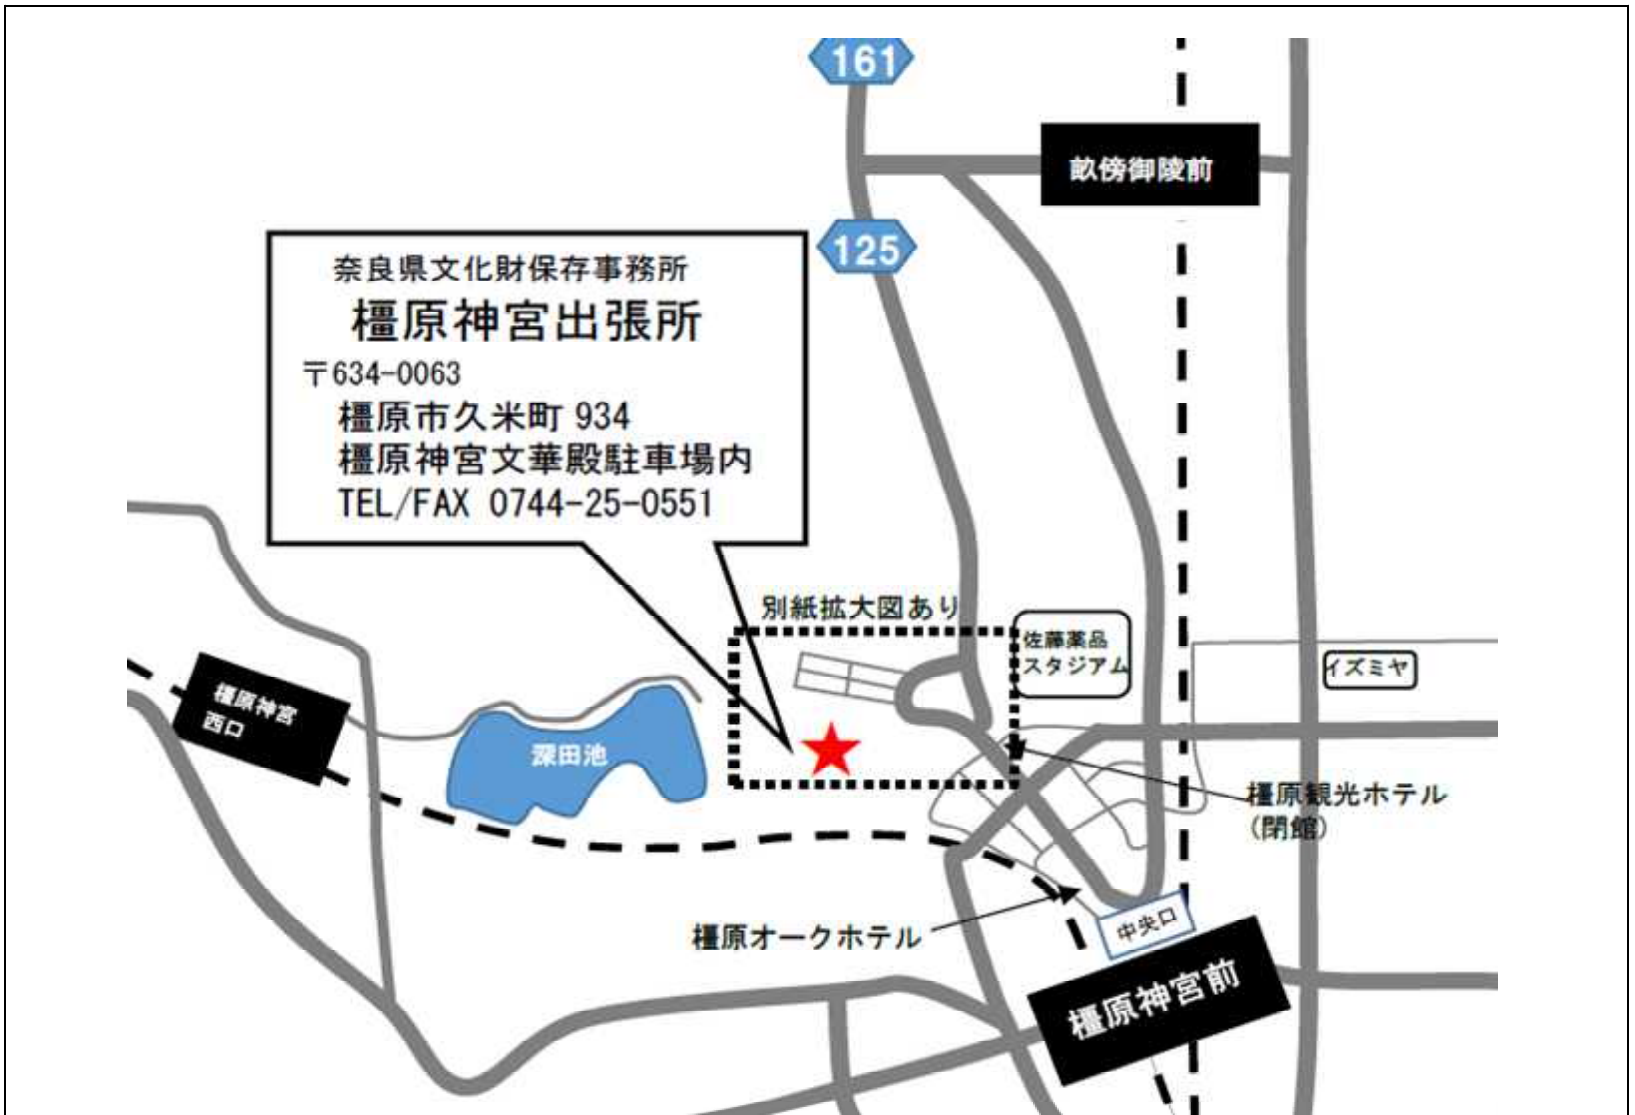 161
畝傍御陵前
125
奈良県文化財保存事務所
橿原神宮出張所
〒634-0063
橿原市久米町 934
橿原神宮文華殿駐車場内
TEL/FAX 0744-25-0551
別紙拡大図あり
佐藤薬品
スタジアム
イズミヤ
橿原神宮
西口
深田池
橿原観光ホテル
(閉館)
橿原オークホテル
中央口
橿原神宮前